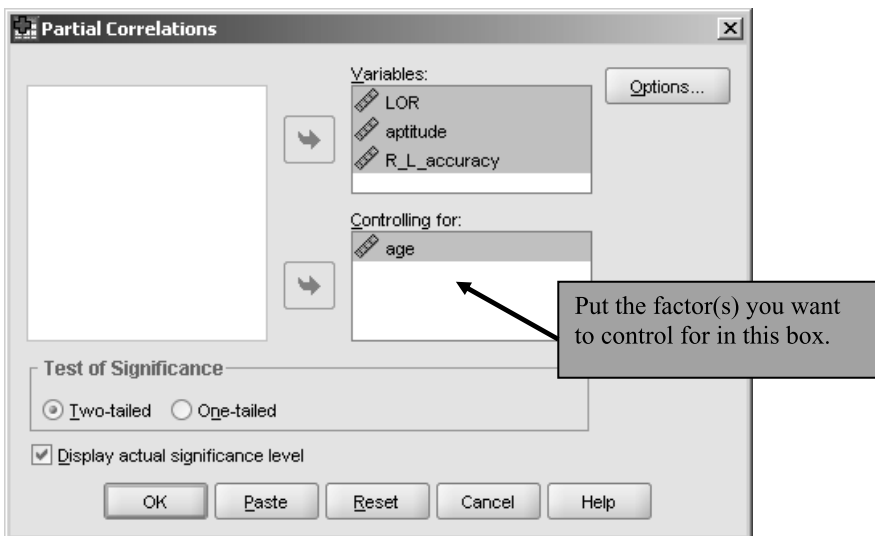 Partial Correlations
Variables:
Options...
LOR
aptitude
R_L_accuracy
Controlling for:
age
Put the factor(s) you want
to control for in this box.
Test of Significance
Two-tailed One-tailed
Display actual significance level
OK Paste Reset Cancel Help